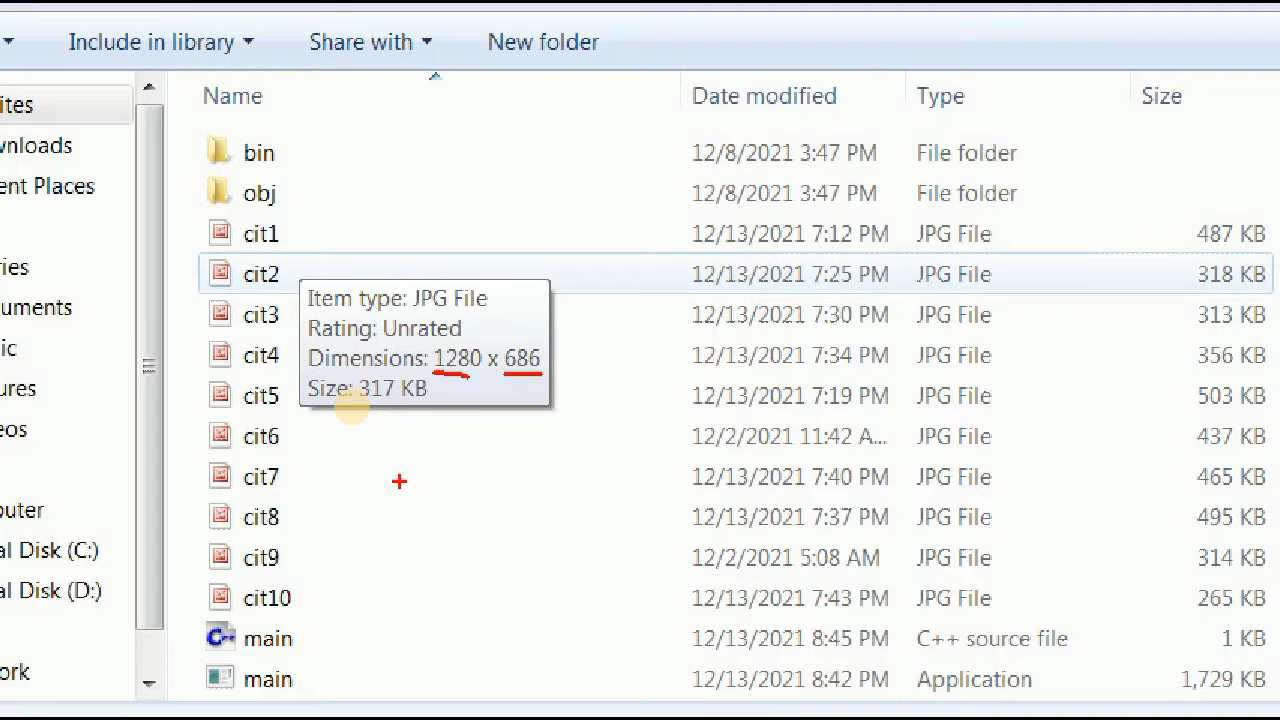 Include in library Share with New folder
Name Date modified Type Size
ites
wnloads
ent Places
ries
uments
ic
ures
eos
outer
al Disk (C:)
al Disk (D:)
ork
bin 12/8/2021 3:47 PM File folder
obj 12/8/2021 3:47 PM File folder
cit1 12/13/2021 7:12 PM JPG File 487 KB
cit2 12/13/2021 7:25 PM JPG File 318 KB
Item type: JPG File
Rating: Unrated
Dimensions: 1280 x 686
Size: 317 KB
cit3 12/13/2021 7:30 PM JPG File 313 KB
cit4 12/13/2021 7:34 PM JPG File 356 KB
cit5 12/13/2021 7:19 PM JPG File 503 KB
cit6 12/2/2021 11:42 A... JPG File 437 KB
cit7 12/13/2021 7:40 PM JPG File 465 KB
cit8 12/13/2021 7:37 PM JPG File 495 KB
cit9 12/2/2021 5:08 AM JPG File 314 KB
cit10 12/13/2021 7:43 PM JPG File 265 KB
C++ main 12/13/2021 8:45 PM C++ source file 1 KB
main 12/13/2021 8:42 PM Application 1,729 KB